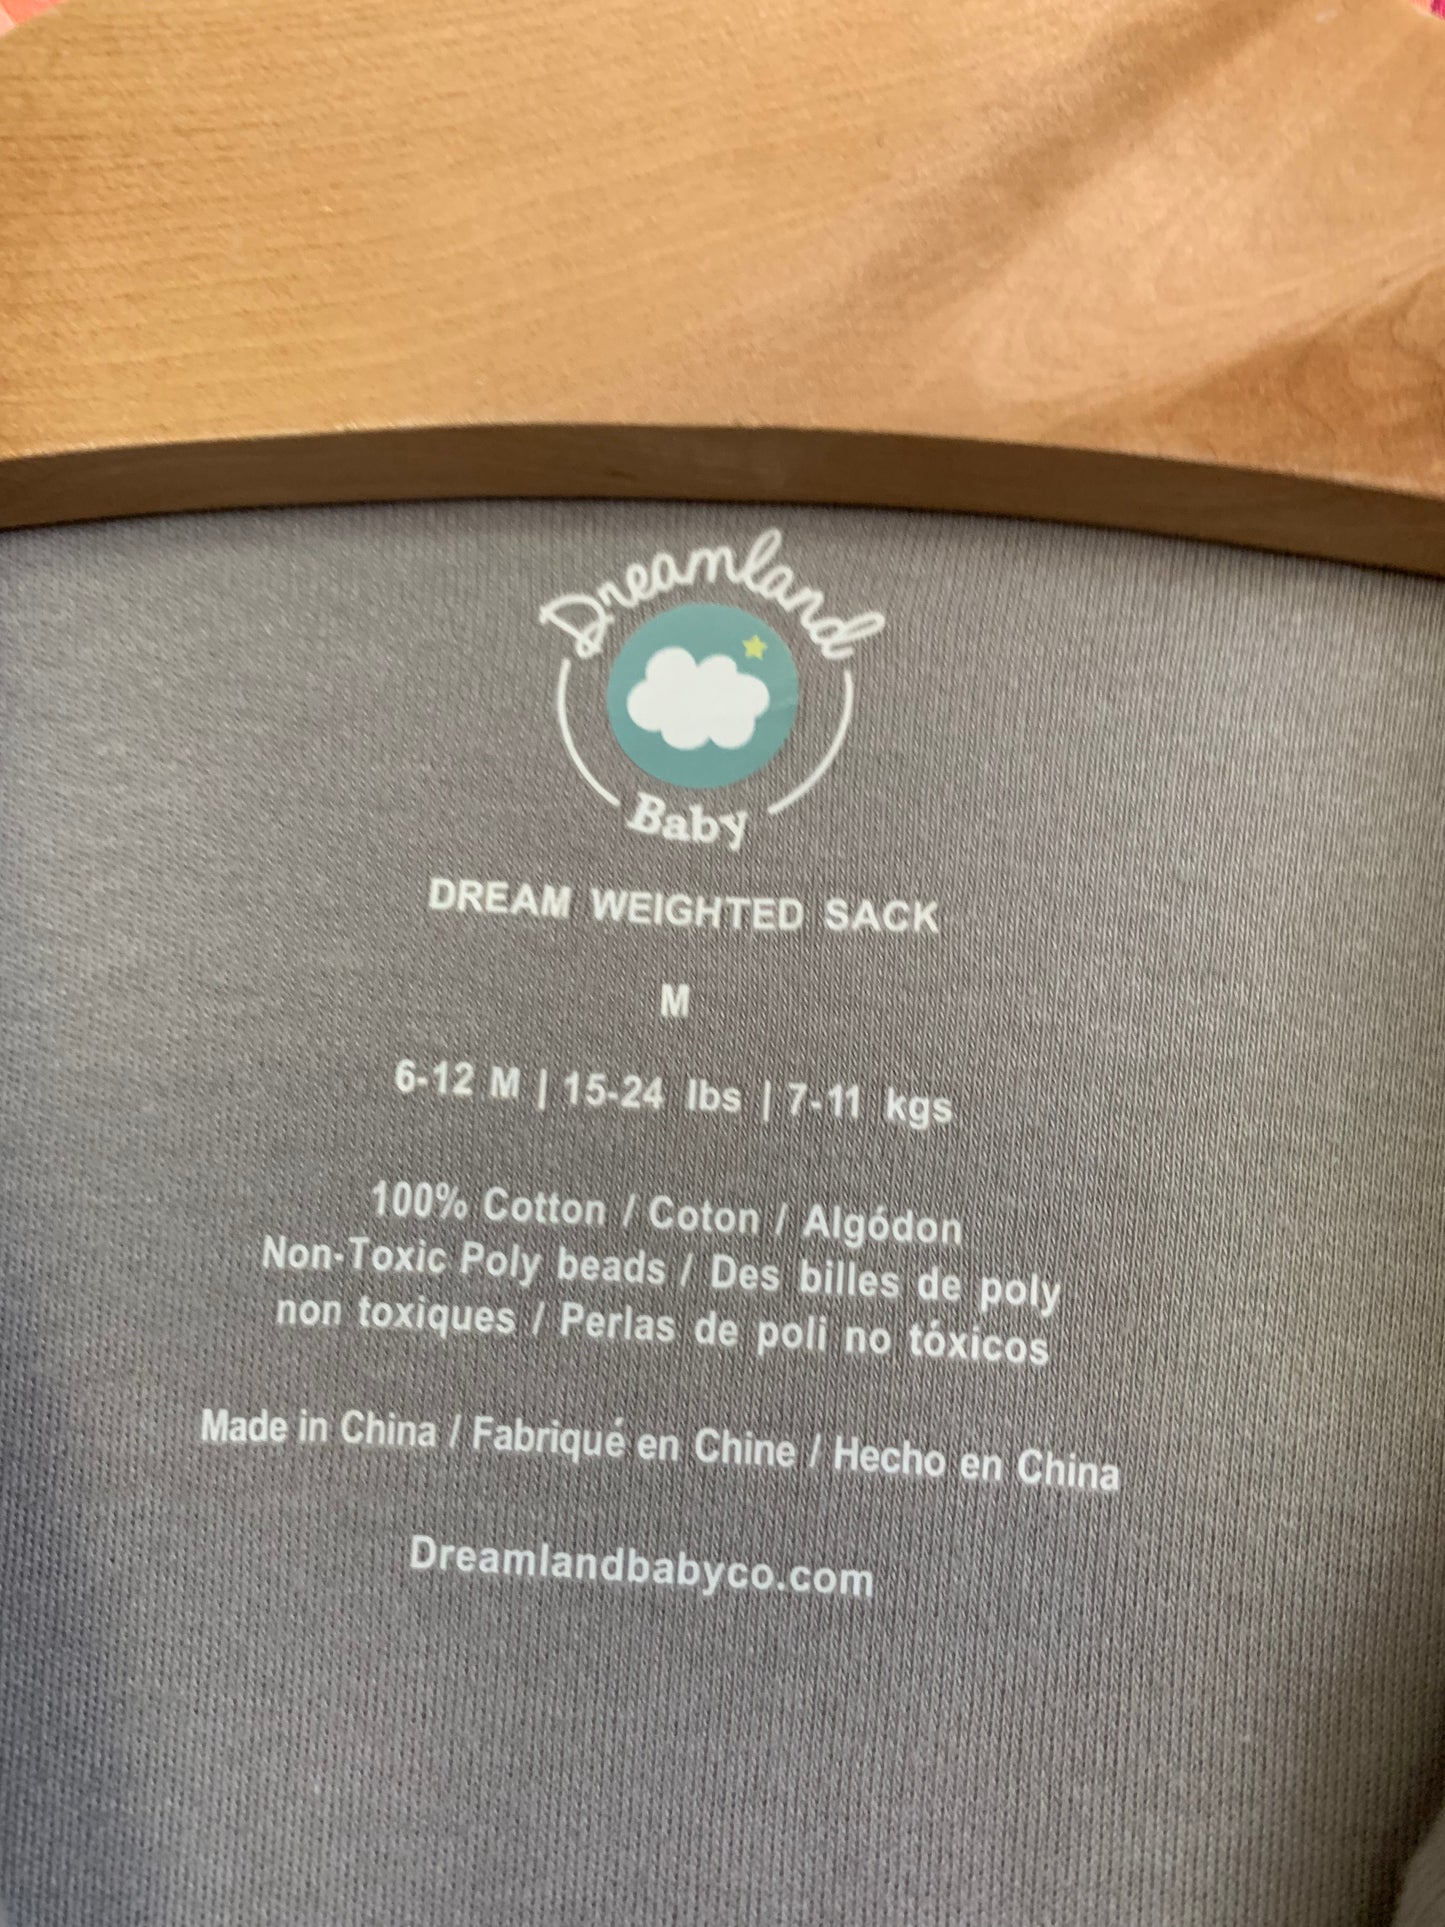 Dreamland
Baby
DREAM WEIGHTED SACK
M
6-12 M | 15-24 lbs | 7-11 kgs
100% Cotton / Coton / Algódon
Non-Toxic Poly beads / Des billes de poly
non toxiques / Perlas de poli no tóxicos
Made in China / Fabriqué en Chine / Hecho en China
Dreamlandbabyco.com